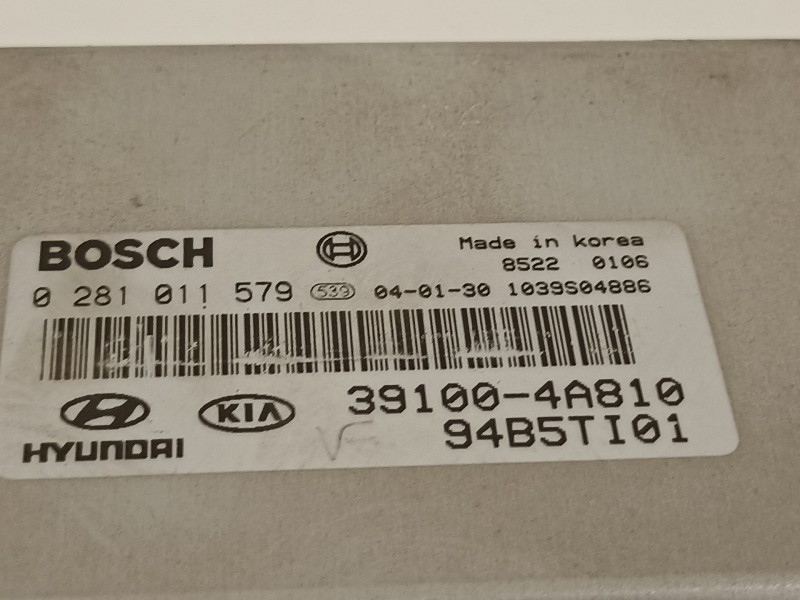 BOSCH Made in korea
8522 0106
0 281 011 579 539 04-01-30 1039S04886
HYUNDAI KIA 39100-4A810
94B5TI01